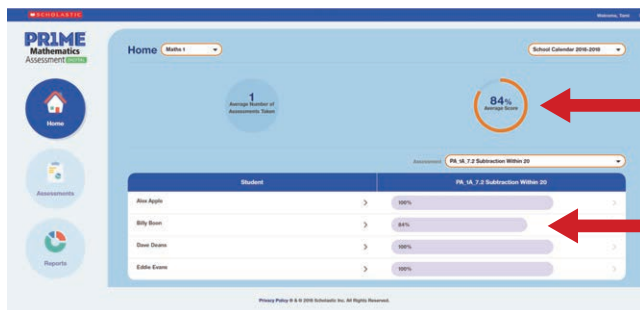 SCHOLASTIC
Welcome, Tami
PR1ME
Mathematics
Assessment DIGITAL
Home
Maths 1
School Calendar 2018-2019
1
Average Number of
Assessments Taken
84%
Average Score
Home
Assessment
PA_1A_7.2 Subtraction Within 20
Student
PA_1A_7.2 Subtraction Within 20
Alex Apple
100%
Billy Boon
84%
Assessments
Dave Deans
100%
Eddie Evans
100%
Reports
Privacy Policy ® & © 2018 Scholastic Inc. All Rights Reserved.